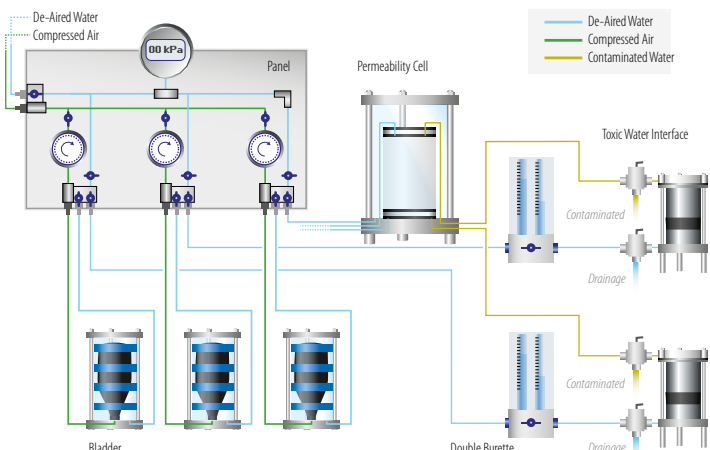 De-Aired Water
Compressed Air
00 kPa
Panel
Permeability Cell
De-Aired Water
Compressed Air
Contaminated Water
Toxic Water Interface
Contaminated
Drainage
Contaminated
Bladder
Double Burette
Drainage